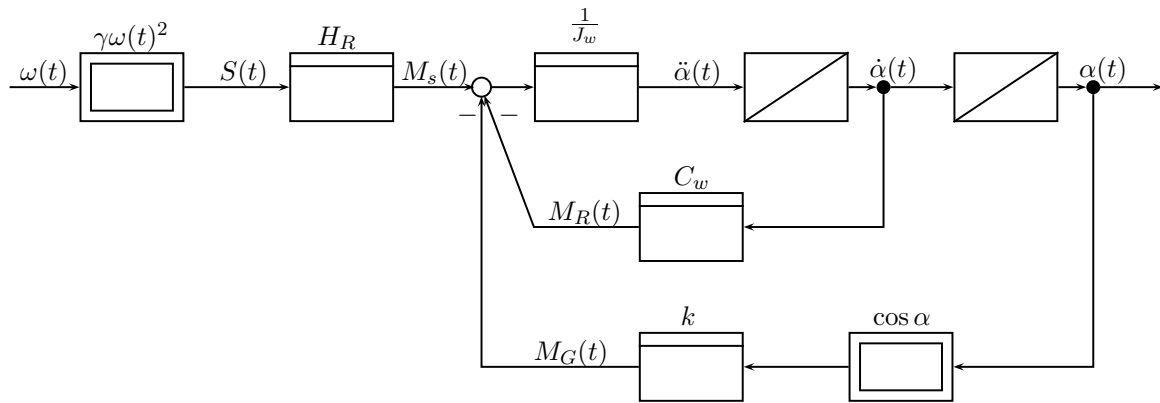 γω(t)²
H_R
1/J_w
ω(t)
S(t)
M_s(t)
α̈(t)
α̇(t)
α(t)
− −
C_w
M_R(t)
k
cos α
M_G(t)